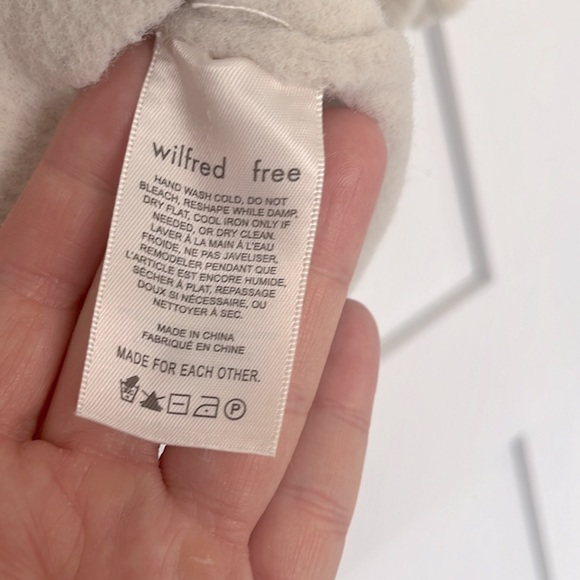 wilfred free
HAND WASH COLD, DO NOT
BLEACH, RESHAPE WHILE DAMP,
DRY FLAT, COOL IRON ONLY IF
NEEDED, OR DRY CLEAN.
LAVER À LA MAIN À L'EAU
FROIDE, NE PAS JAVELISER,
REMODELER PENDANT QUE
L'ARTICLE EST ENCORE HUMIDE,
SÉCHER À PLAT, REPASSAGE
DOUX SI NÉCESSAIRE, OU
NETTOYER À SEC.
MADE IN CHINA
FABRIQUÉ EN CHINE
MADE FOR EACH OTHER.
P